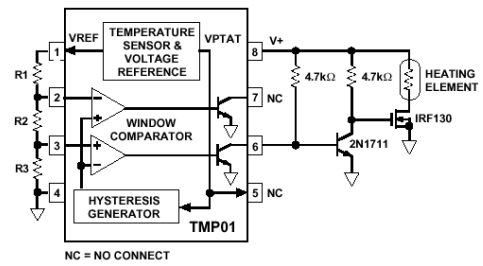 TEMPERATURE
SENSOR &
VOLTAGE
REFERENCE
VREF
VPTAT
V+
1
2
3
4
8
7
6
5
R1
R2
R3
NC
NC
WINDOW
COMPARATOR
HYSTERESIS
GENERATOR
TMP01
4.7kΩ
4.7kΩ
HEATING
ELEMENT
IRF130
2N1711
NC = NO CONNECT